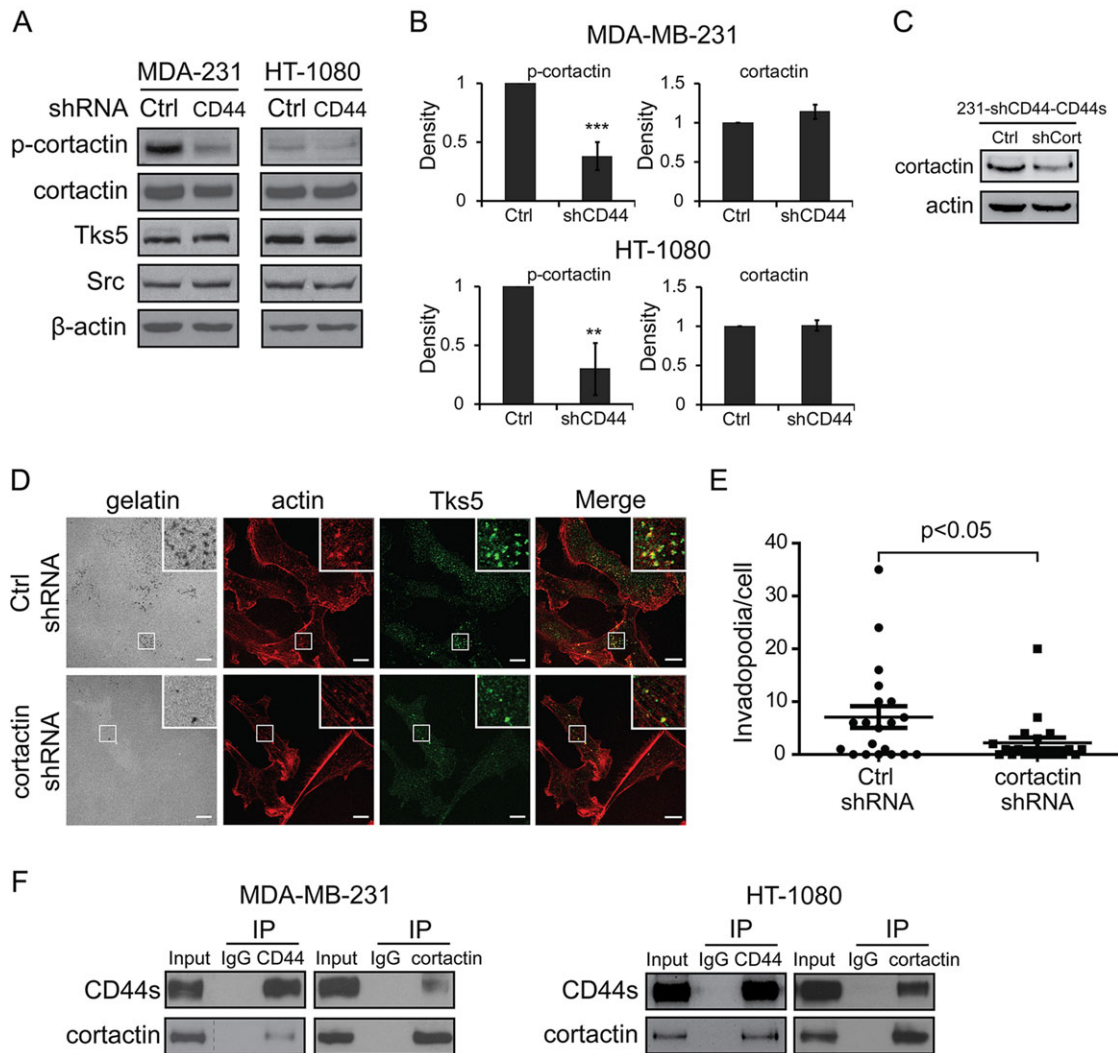 A
MDA-231 HT-1080
shRNA Ctrl CD44 Ctrl CD44
p-cortactin
cortactin
Tks5
Src
β-actin
B
MDA-MB-231
p-cortactin
Density
1
0.5
0
***
Ctrl shCD44
cortactin
Density
1.5
1
0.5
0
Ctrl shCD44
HT-1080
p-cortactin
Density
1
0.5
0
**
Ctrl shCD44
cortactin
Density
1.5
1
0.5
0
Ctrl shCD44
C
231-shCD44-CD44s
Ctrl shCort
cortactin
actin
D
gelatin actin Tks5 Merge
Ctrl
shRNA
cortactin
shRNA
E
p<0.05
Invadopodia/cell
40
30
20
10
0
Ctrl cortactin
shRNA shRNA
F
MDA-MB-231
IP IP
Input IgG CD44 Input IgG cortactin
CD44s
cortactin
HT-1080
IP IP
Input IgG CD44 Input IgG cortactin
CD44s
cortactin